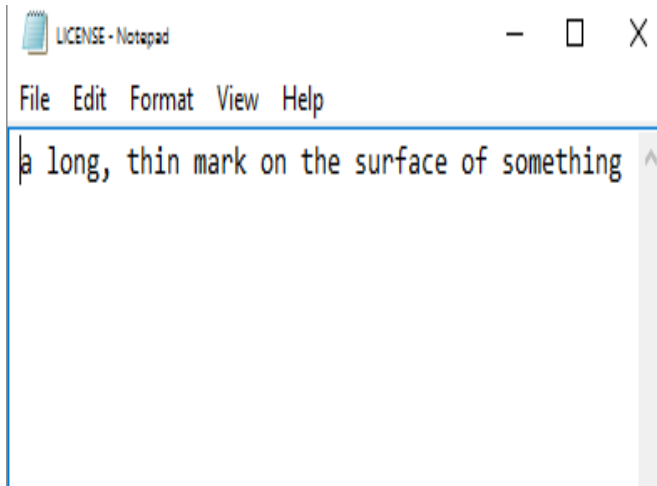 LICENSE - Notepad
File Edit Format View Help
a long, thin mark on the surface of something